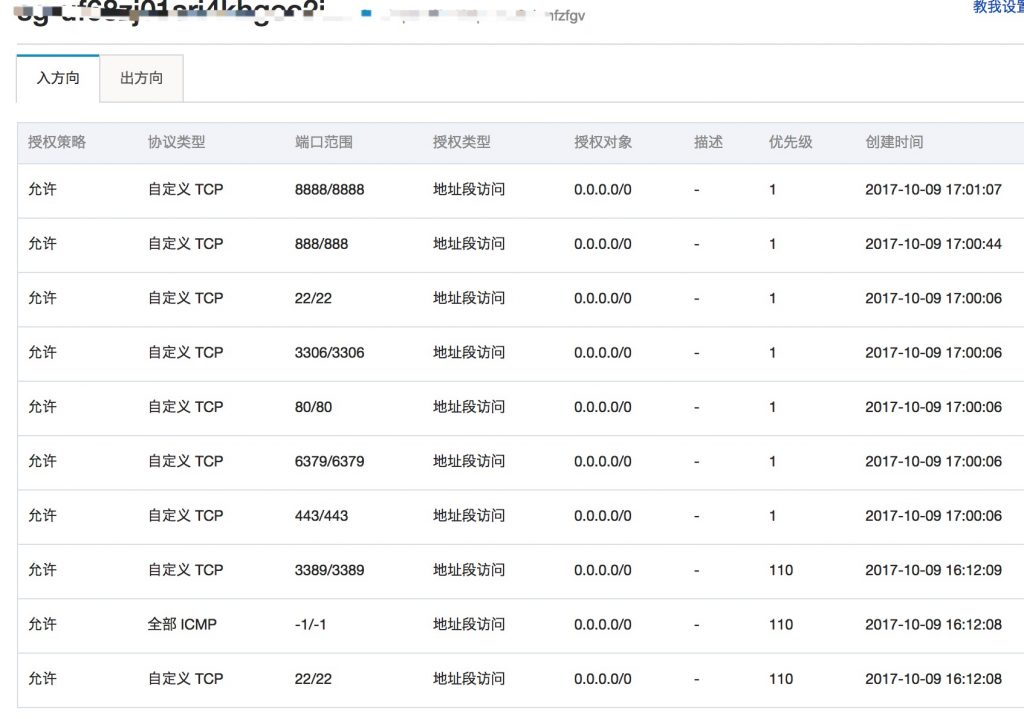 教我设置
nfzfgv
入方向 出方向
授权策略 协议类型 端口范围 授权类型 授权对象 描述 优先级 创建时间
允许 自定义 TCP 8888/8888 地址段访问 0.0.0.0/0 - 1 2017-10-09 17:01:07
允许 自定义 TCP 888/888 地址段访问 0.0.0.0/0 - 1 2017-10-09 17:00:44
允许 自定义 TCP 22/22 地址段访问 0.0.0.0/0 - 1 2017-10-09 17:00:06
允许 自定义 TCP 3306/3306 地址段访问 0.0.0.0/0 - 1 2017-10-09 17:00:06
允许 自定义 TCP 80/80 地址段访问 0.0.0.0/0 - 1 2017-10-09 17:00:06
允许 自定义 TCP 6379/6379 地址段访问 0.0.0.0/0 - 1 2017-10-09 17:00:06
允许 自定义 TCP 443/443 地址段访问 0.0.0.0/0 - 1 2017-10-09 17:00:06
允许 自定义 TCP 3389/3389 地址段访问 0.0.0.0/0 - 110 2017-10-09 16:12:09
允许 全部 ICMP -1/-1 地址段访问 0.0.0.0/0 - 110 2017-10-09 16:12:08
允许 自定义 TCP 22/22 地址段访问 0.0.0.0/0 - 110 2017-10-09 16:12:08